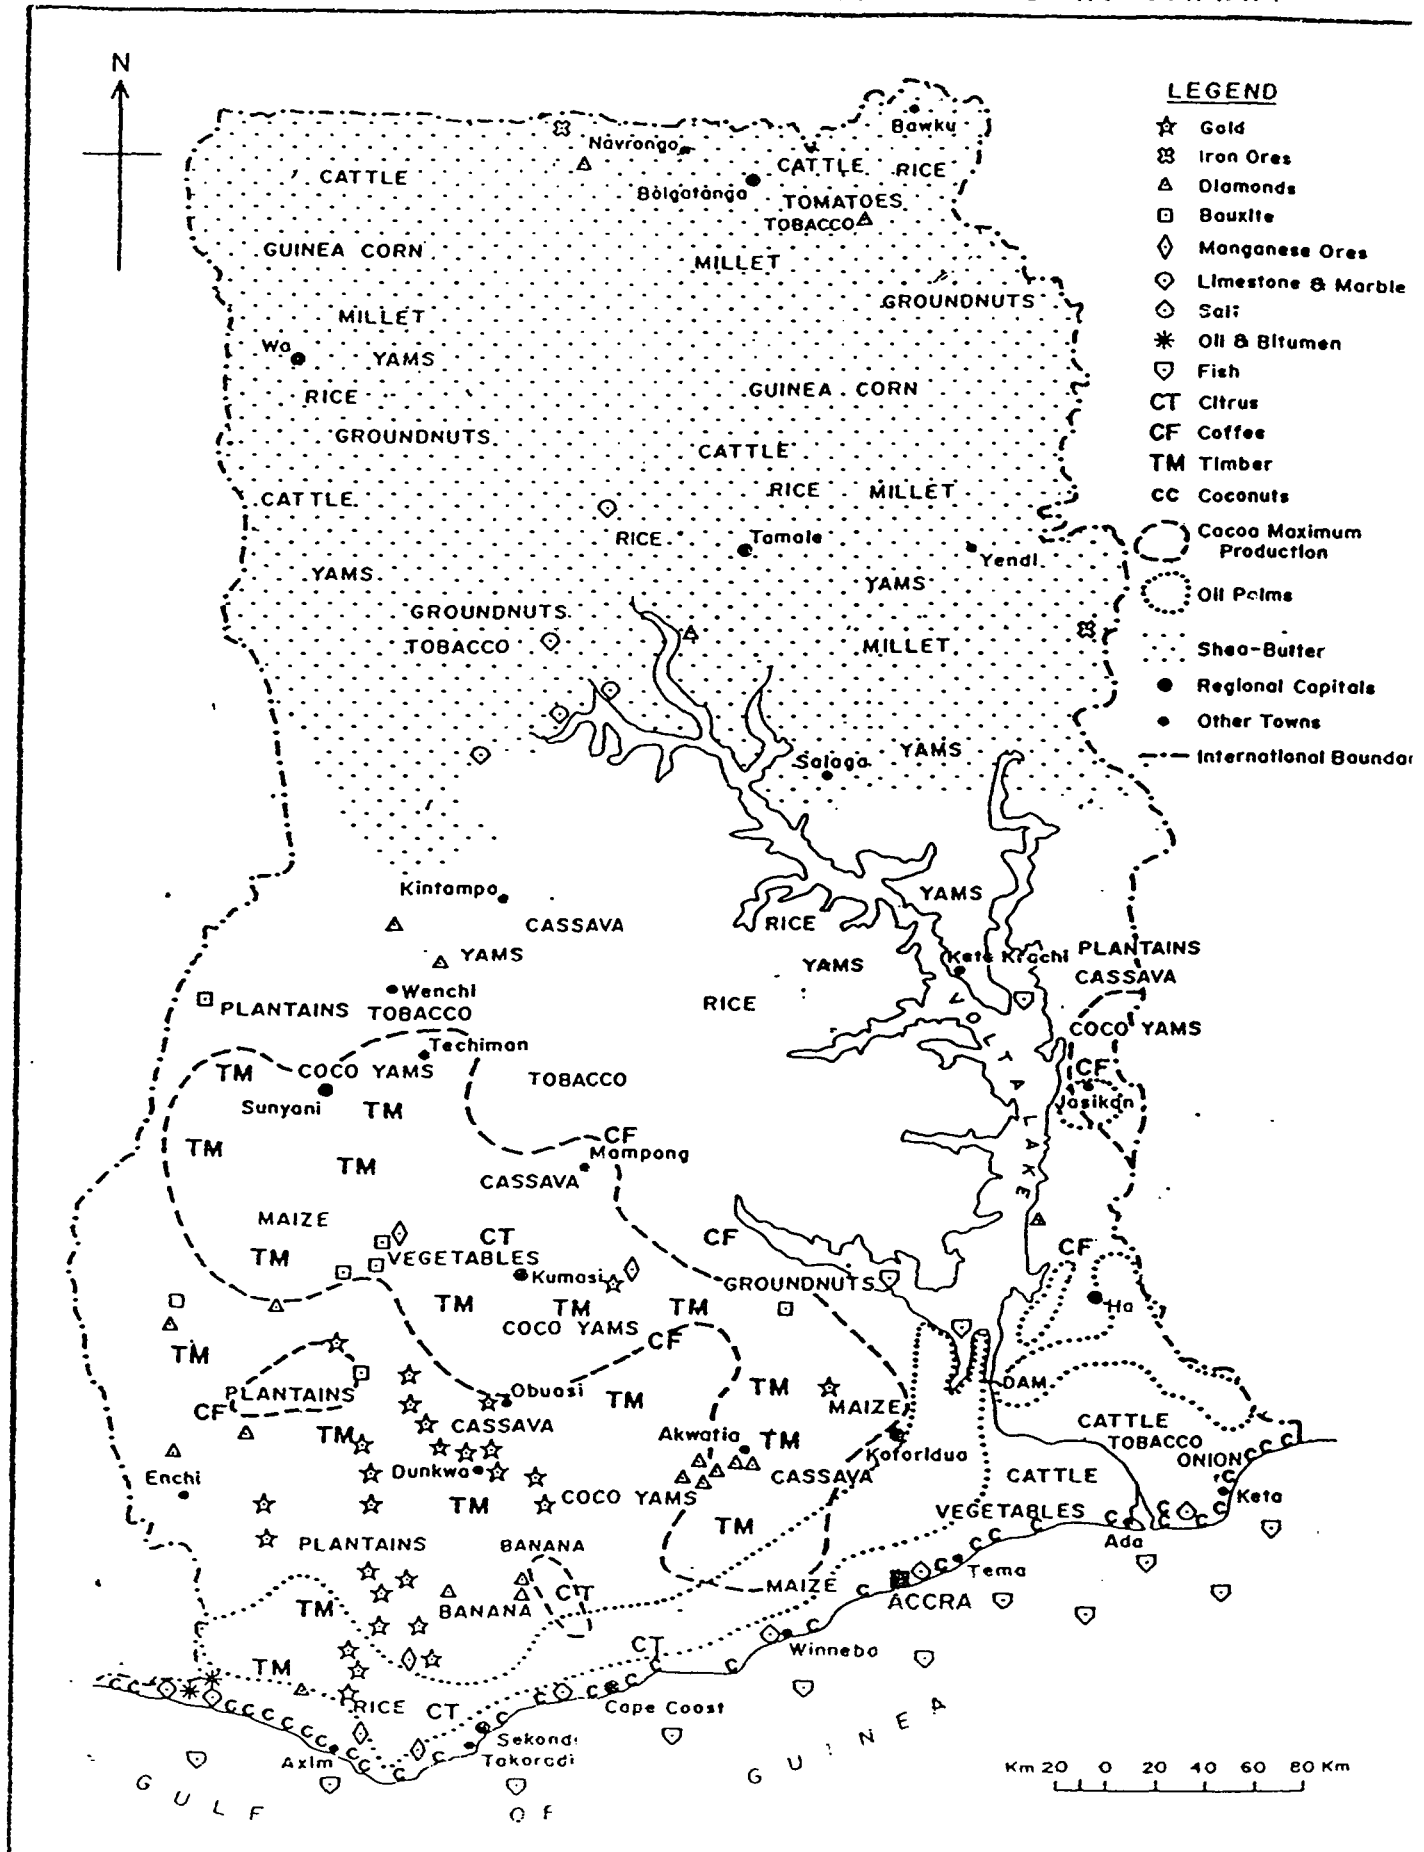 N
LEGEND
Gold
Iron Ores
Diamonds
Bauxite
Manganese Ores
Limestone & Marble
Salt
Oil & Bitumen
Fish
CT Citrus
CF Coffee
TM Timber
CC Coconuts
Cacoa Maximum
Production
Oil Palms
Shea-Butter
Regional Capitals
Other Towns
International Boundar
Bawku
Navrongo
CATTLE CATTLE RICE
Bolgatanga
TOMATOES
TOBACCO
GUINEA CORN
MILLET
GROUNDNUTS
MILLET
Wa
YAMS
RICE
GUINEA CORN
GROUNDNUTS
CATTLE
CATTLE
RICE MILLET
RICE
Tamale
Yendi
YAMS
YAMS
GROUNDNUTS
TOBACCO
MILLET
YAMS
Salaga
Kintampo
CASSAVA
YAMS
RICE
YAMS
YAMS
Kete Krachi
PLANTAINS
CASSAVA
Wenchi
PLANTAINS TOBACCO
RICE
COCO YAMS
VOLTA LAKE
Techiman
TM
COCO YAMS
TOBACCO
CF
Sunyani
TM
Jasikan
TM
CF
Mampong
TM
CASSAVA
MAIZE
CT
CF
TM
VEGETABLES
CF
Kumasi
GROUNDNUTS
TM
TM
TM
Ho
COCO YAMS
CF
TM
PLANTAINS
Obuasi
TM
TM
DAM
CF
CASSAVA
MAIZE
CATTLE
TM
Akwatia
TM
Koforidua
TOBACCO
ONION
Enchi
Dunkwa
CASSAVA
CATTLE
TM
COCO YAMS
Keta
TM
VEGETABLES
Ada
PLANTAINS
BANANA
Tema
CT
MAIZE
ACCRA
TM
BANANA
CT
Winneba
TM
RICE
CT
Cape Coast
Sekondi
Takoradi
Axim
C C C C C C C C C C C C C C C C C C C C C C C C C C C C C C C C
GULF OF GUINEA
Km 20 0 20 40 60 80 Km